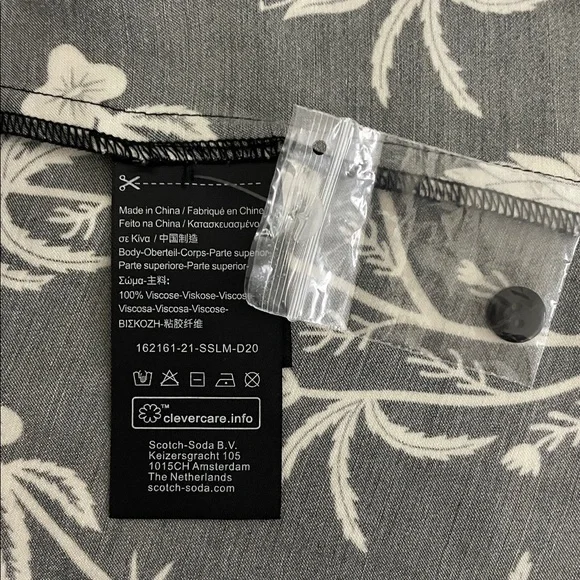 Made in China / Fabriqué en Chine
Feito na China / Κατασκευασμένο
σε Κίνα / 中国制造
Body-Oberteil-Corps-Parte superior-
Parte superiore-Parte superior-
Σώμα-主料:
100% Viscose-Viskose-Viscose-
Viscosa-Viscosa-Viscose-
ΒΙΣΚΟΖΗ-粘胶纤维
162161-21-SSLM-D20
™ clevercare.info
Scotch-Soda B.V.
Keizersgracht 105
1015CH Amsterdam
The Netherlands
scotch-soda.com